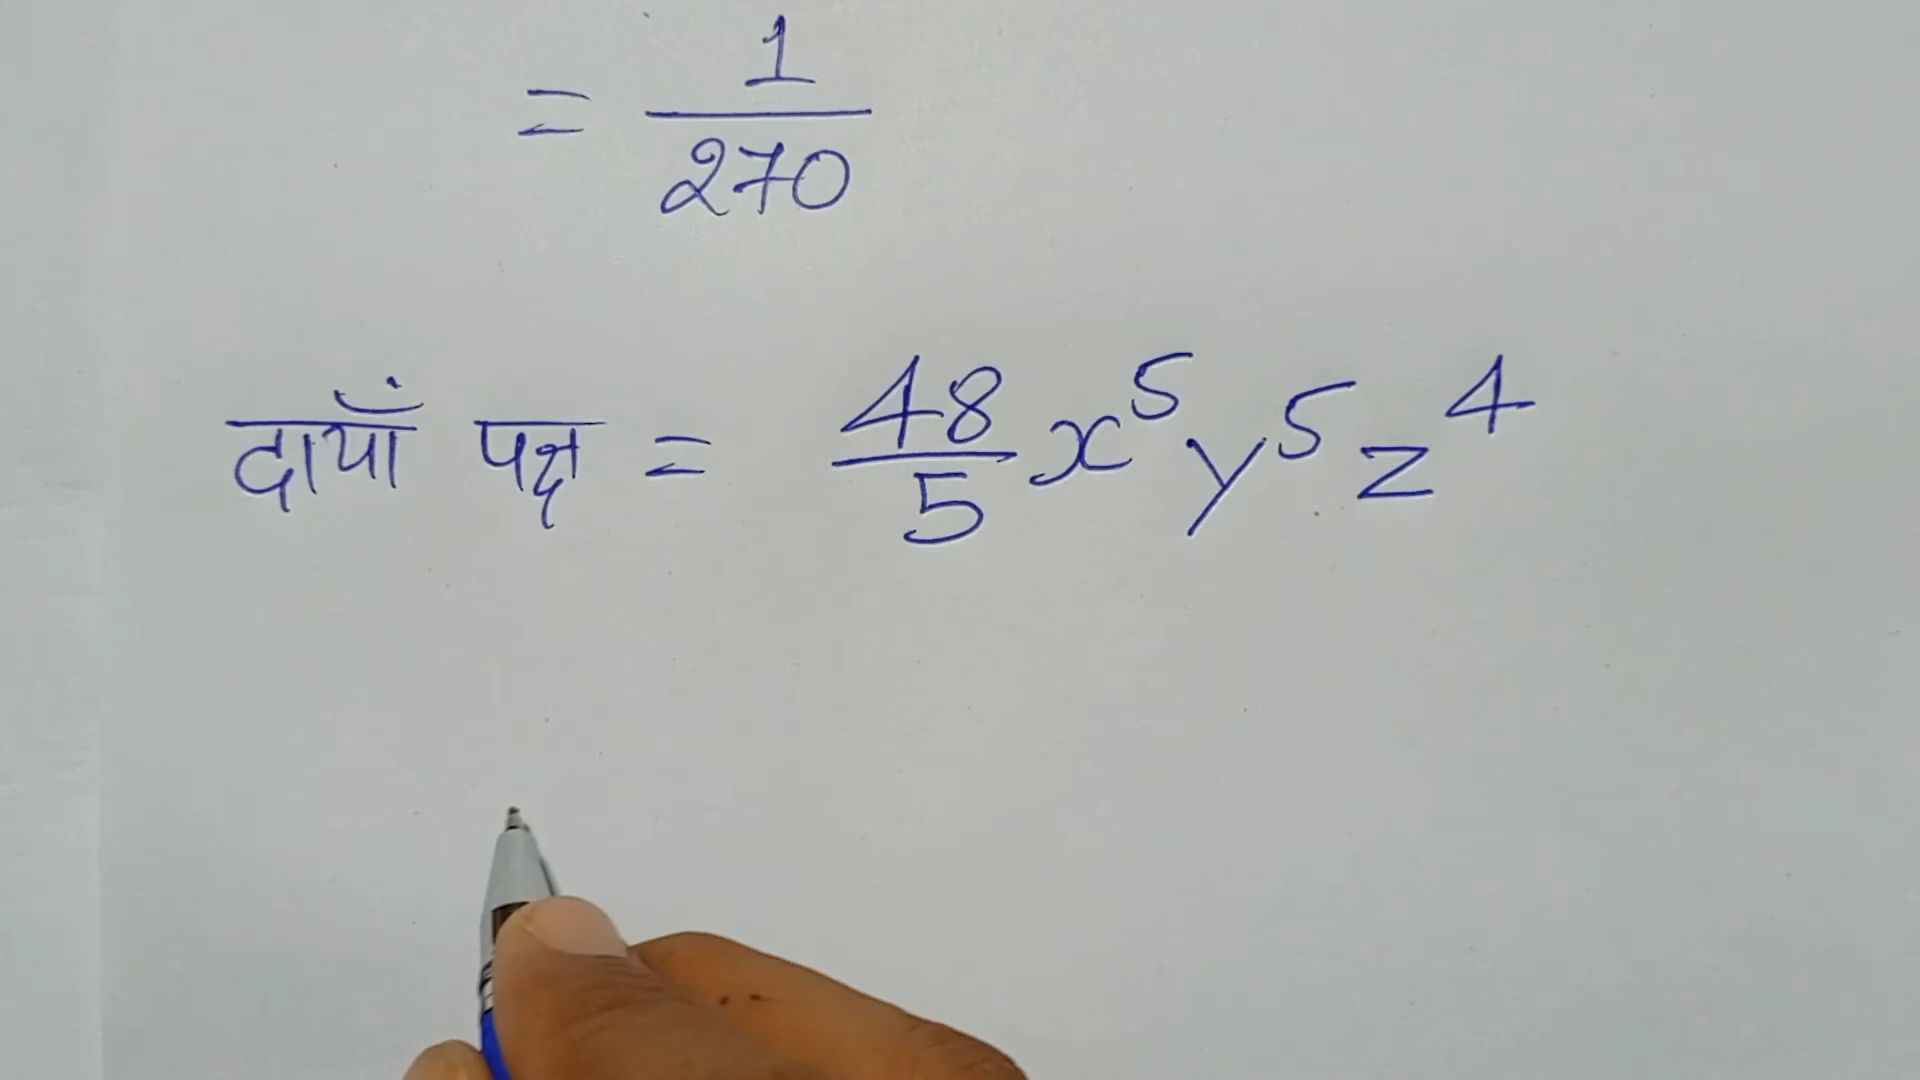 = 1/270
दायाँ पक्ष = 48/5 x⁵y⁵z⁴